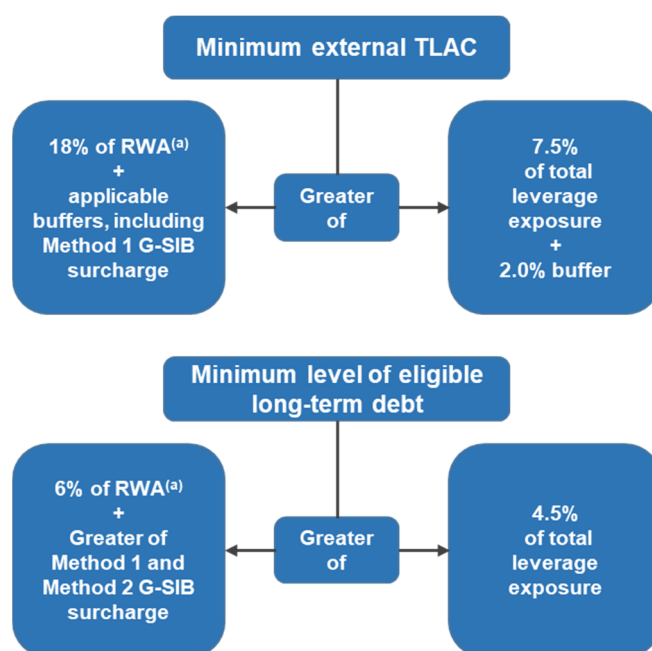 Minimum external TLAC
18% of RWA(a)
+
applicable
buffers, including
Method 1 G-SIB
surcharge
Greater
of
7.5%
of total
leverage
exposure
+
2.0% buffer
Minimum level of eligible
long-term debt
6% of RWA(a)
+
Greater of
Method 1 and
Method 2 G-SIB
surcharge
Greater
of
4.5%
of total
leverage
exposure